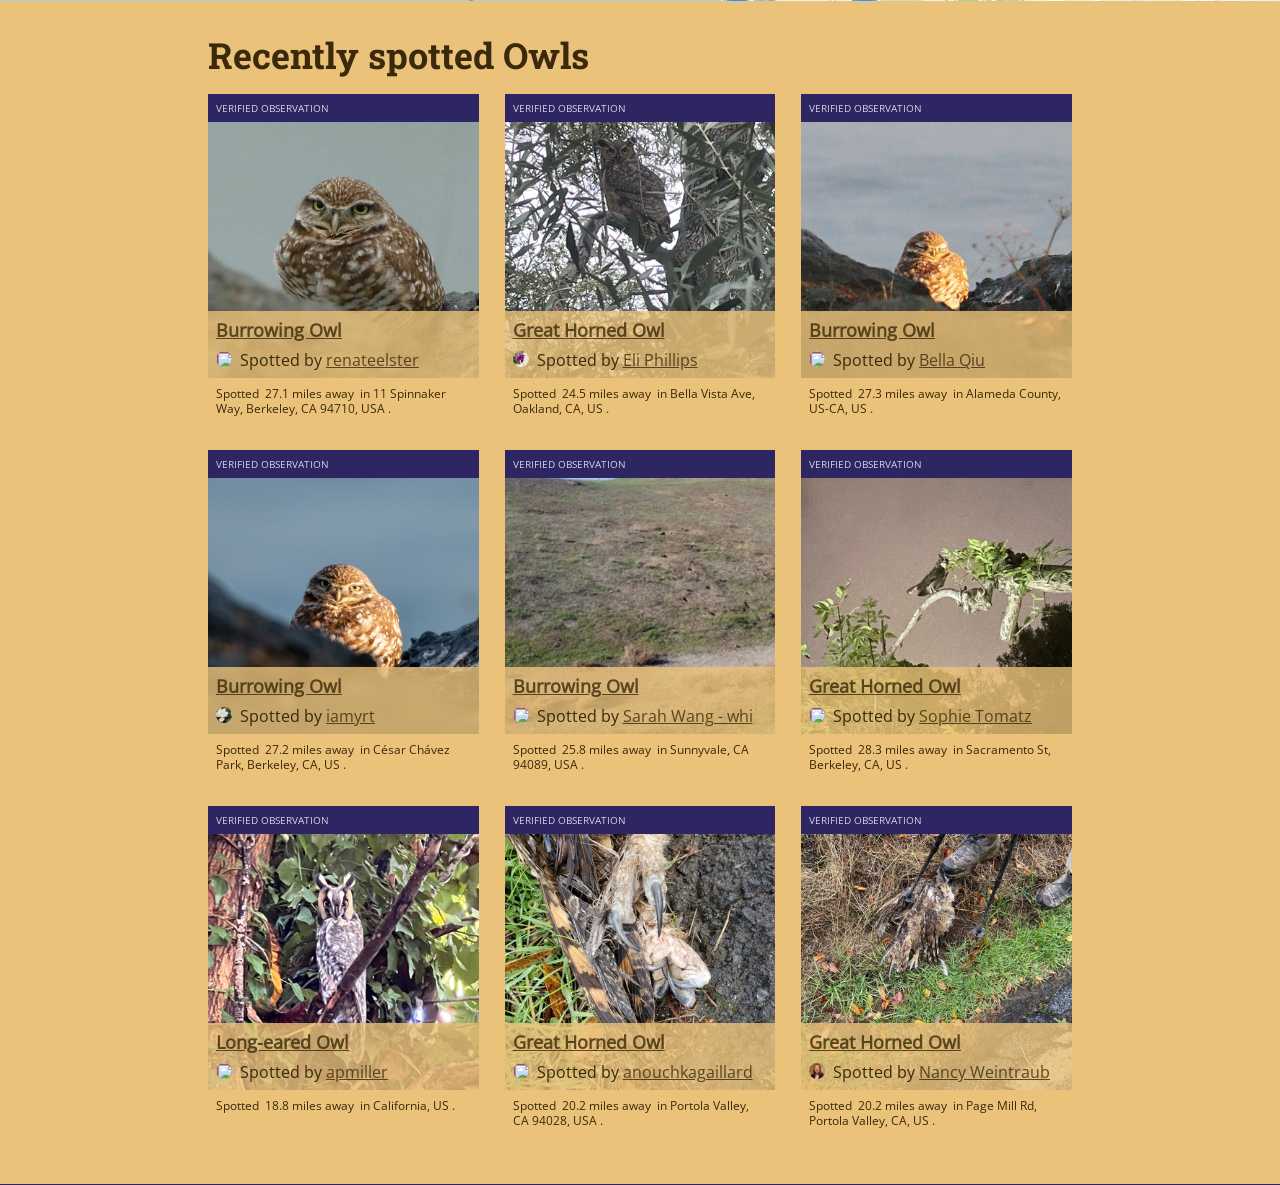 Recently spotted Owls
VERIFIED OBSERVATION
Burrowing Owl
Spotted by renateelster
Spotted 27.1 miles away in 11 Spinnaker
Way, Berkeley, CA 94710, USA .
VERIFIED OBSERVATION
Great Horned Owl
Spotted by Eli Phillips
Spotted 24.5 miles away in Bella Vista Ave,
Oakland, CA, US .
VERIFIED OBSERVATION
Burrowing Owl
Spotted by Bella Qiu
Spotted 27.3 miles away in Alameda County,
US-CA, US .
VERIFIED OBSERVATION
Burrowing Owl
Spotted by iamyrt
Spotted 27.2 miles away in César Chávez
Park, Berkeley, CA, US .
VERIFIED OBSERVATION
Burrowing Owl
Spotted by Sarah Wang - whi
Spotted 25.8 miles away in Sunnyvale, CA
94089, USA .
VERIFIED OBSERVATION
Great Horned Owl
Spotted by Sophie Tomatz
Spotted 28.3 miles away in Sacramento St,
Berkeley, CA, US .
VERIFIED OBSERVATION
Long-eared Owl
Spotted by apmiller
Spotted 18.8 miles away in California, US .
VERIFIED OBSERVATION
Great Horned Owl
Spotted by anouchkagaillard
Spotted 20.2 miles away in Portola Valley,
CA 94028, USA .
VERIFIED OBSERVATION
Great Horned Owl
Spotted by Nancy Weintraub
Spotted 20.2 miles away in Page Mill Rd,
Portola Valley, CA, US .